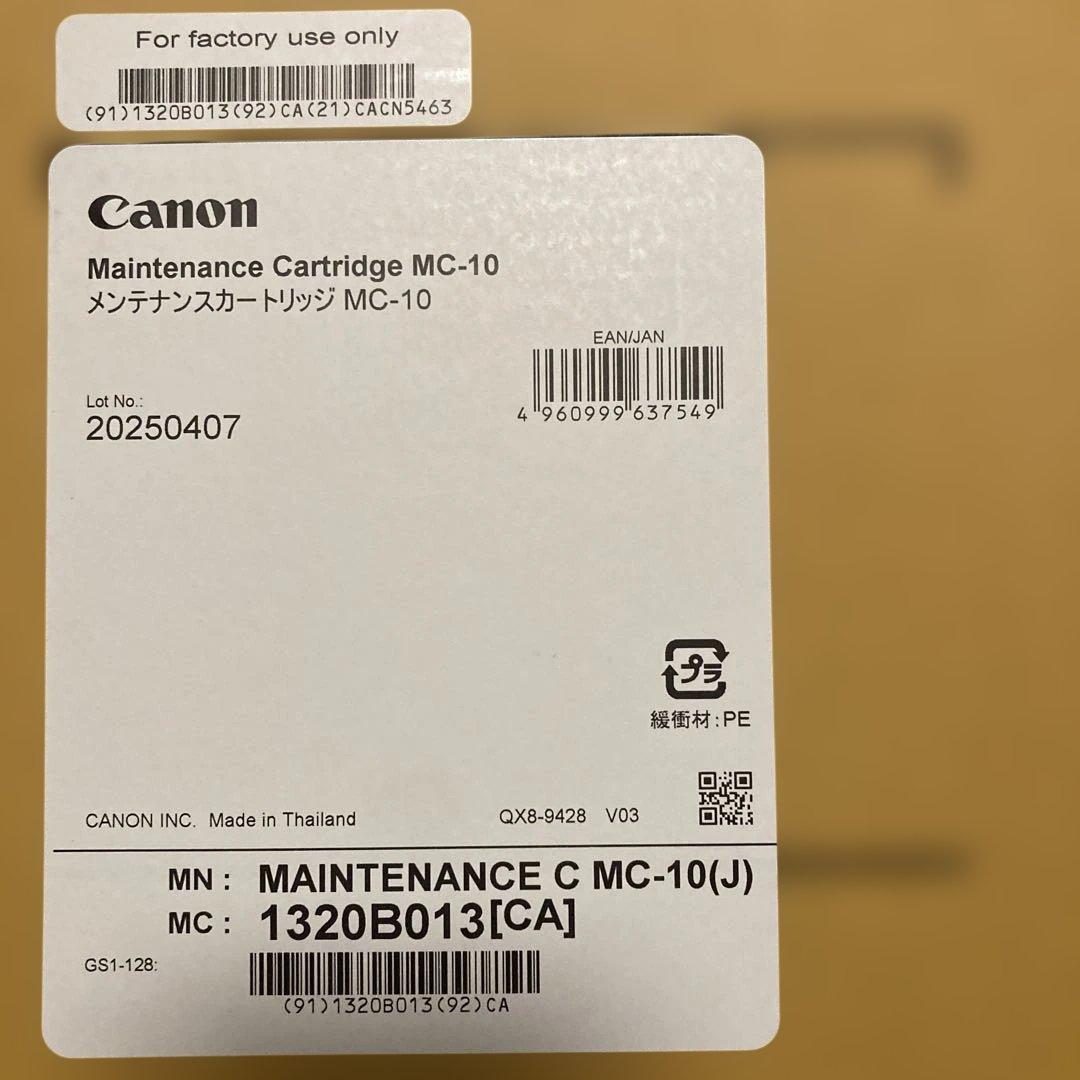 For factory use only
(91)1320B013(92)CA(21)CACN5463
Canon
Maintenance Cartridge MC-10
メンテナンスカートリッジ MC-10
EAN/JAN
4 960999 637549
Lot No.:
20250407
プラ
緩衝材:PE
CANON INC. Made in Thailand
QX8-9428 V03
MN : MAINTENANCE C MC-10(J)
MC : 1320B013[CA]
GS1-128:
(91)1320B013(92)CA